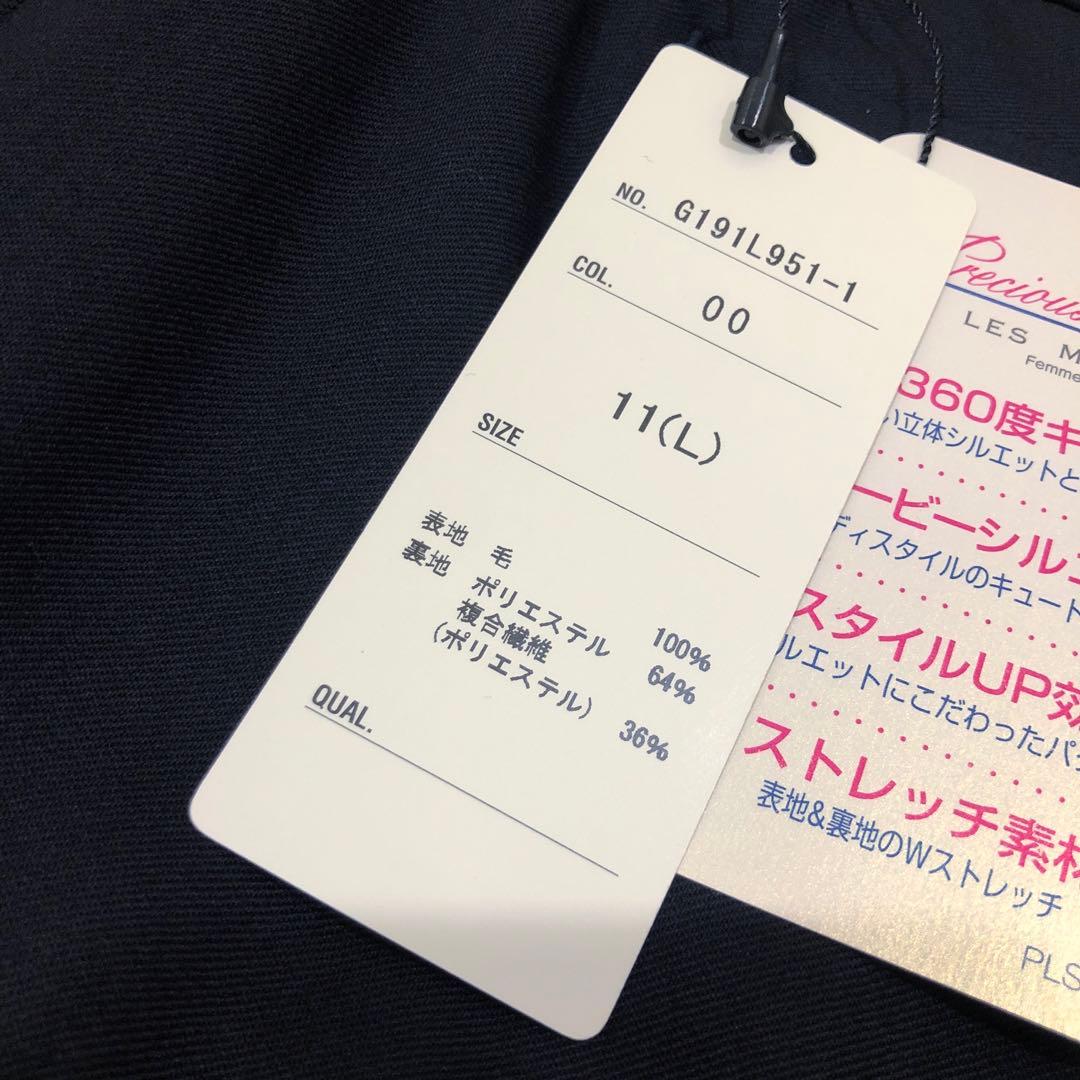 NO. G191L951-1
COL. 00
SIZE 11(L)
表地 毛 100%
裏地 ポリエステル 64%
複合繊維
(ポリエステル) 36%
QUAL.
Precious
LES
Femme
360度キ
い立体シルエットと
ービーシルエ
ディスタイルのキュート
スタイルUP効
ルエットにこだわったパタ
ストレッチ素材
表地&裏地のWストレッチ
PLS